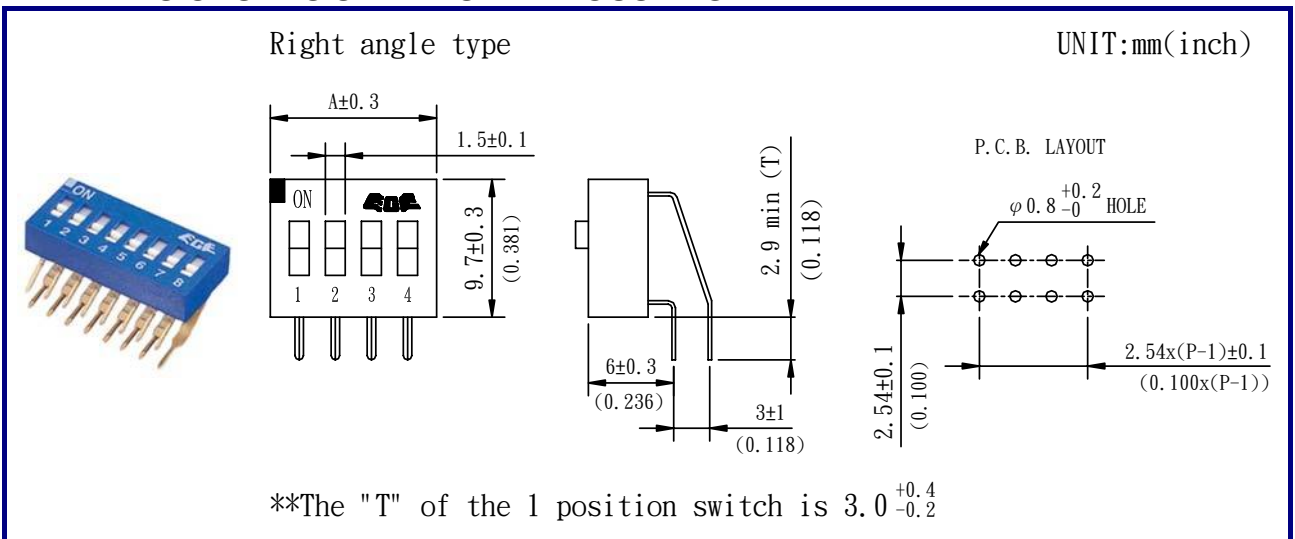 Right angle type
UNIT:mm(inch)
A±0.3
1.5±0.1
ON
1 2 3 4
9.7±0.3
(0.381)
6±0.3
(0.236)
3±1
(0.118)
2.9 min (T)
(0.118)
P.C.B. LAYOUT
φ0.8 +0.2 -0 HOLE
2.54±0.1
(0.100)
2.54x(P-1)±0.1
(0.100x(P-1))
ON
1 2 3 4 5 6 7 8
**The "T" of the 1 position switch is 3.0 +0.4 -0.2